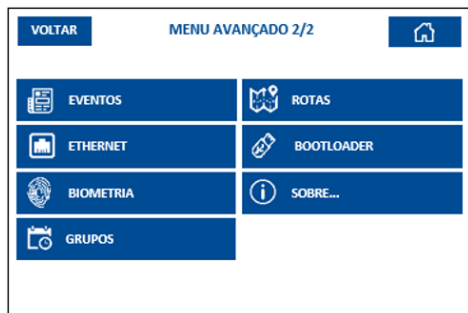 VOLTAR
MENU AVANÇADO 2/2
EVENTOS
ROTAS
ETHERNET
BOOTLOADER
BIOMETRIA
SOBRE...
GRUPOS